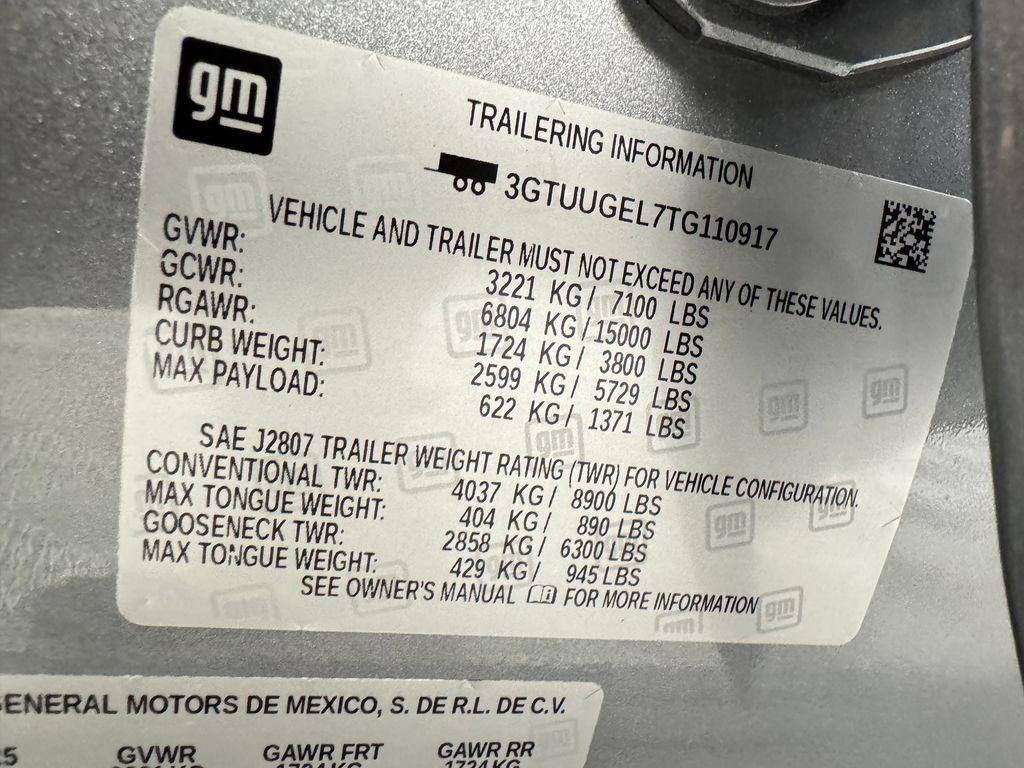 gm
TRAILERING INFORMATION
3GTUUGEL7TG110917
VEHICLE AND TRAILER MUST NOT EXCEED ANY OF THESE VALUES.
GVWR: 3221 KG/ 7100 LBS
GCWR: 6804 KG/15000 LBS
RGAWR: 1724 KG/ 3800 LBS
CURB WEIGHT: 2599 KG/ 5729 LBS
MAX PAYLOAD: 622 KG/ 1371 LBS
SAE J2807 TRAILER WEIGHT RATING (TWR) FOR VEHICLE CONFIGURATION.
CONVENTIONAL TWR: 4037 KG/ 8900 LBS
MAX TONGUE WEIGHT: 404 KG/ 890 LBS
GOOSENECK TWR: 2858 KG/ 6300 LBS
MAX TONGUE WEIGHT: 429 KG/ 945 LBS
SEE OWNER'S MANUAL FOR MORE INFORMATION
GENERAL MOTORS DE MEXICO, S. DE R.L. DE C.V.
GVWR GAWR FRT GAWR RR